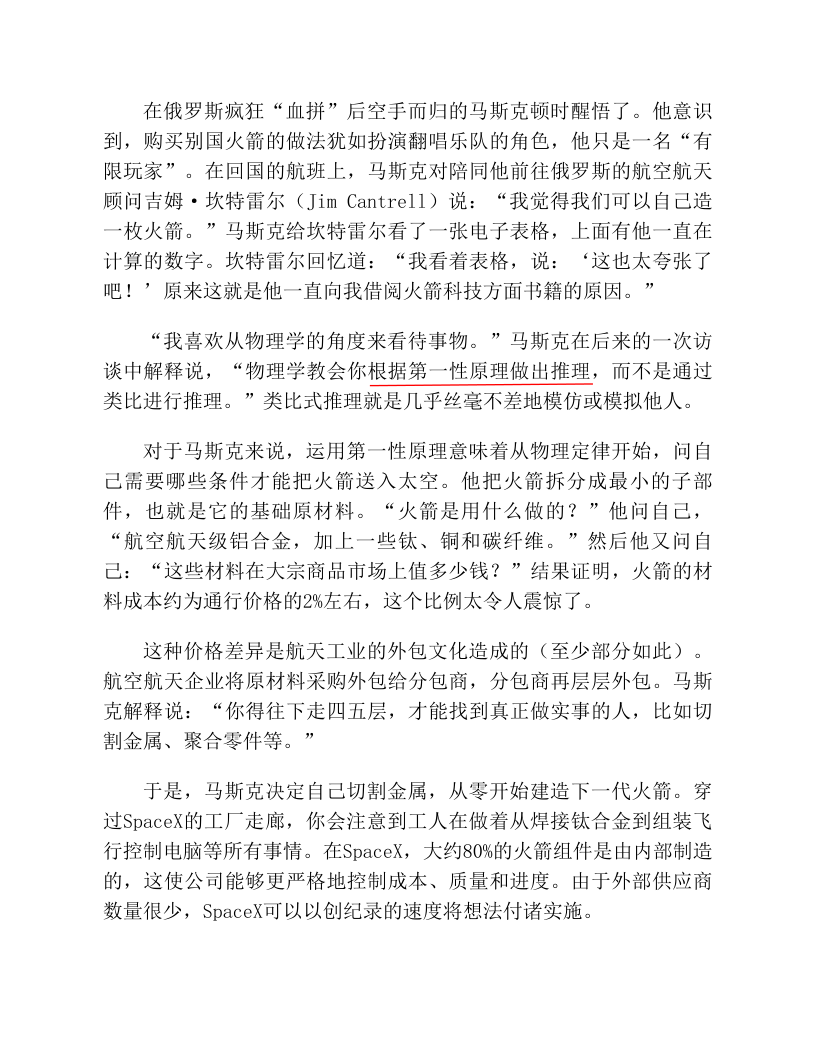 在俄罗斯疯狂“血拼”后空手而归的马斯克顿时醒悟了。他意识
到，购买别国火箭的做法犹如扮演翻唱乐队的角色，他只是一名“有
限玩家”。在回国的航班上，马斯克对陪同他前往俄罗斯的航空航天
顾问吉姆·坎特雷尔（Jim Cantrell）说：“我觉得我们可以自己造
一枚火箭。”马斯克给坎特雷尔看了一张电子表格，上面有他一直在
计算的数字。坎特雷尔回忆道：“我看着表格，说：‘这也太夸张了
吧！’原来这就是他一直向我借阅火箭科技方面书籍的原因。”
“我喜欢从物理学的角度来看待事物。”马斯克在后来的一次访
谈中解释说，“物理学教会你根据第一性原理做出推理，而不是通过
类比进行推理。”类比式推理就是几乎丝毫不差地模仿或模拟他人。
对于马斯克来说，运用第一性原理意味着从物理定律开始，问自
己需要哪些条件才能把火箭送入太空。他把火箭拆分成最小的子部
件，也就是它的基础原材料。“火箭是用什么做的？”他问自己，
“航空航天级铝合金，加上一些钛、铜和碳纤维。”然后他又问自
己：“这些材料在大宗商品市场上值多少钱？”结果证明，火箭的材
料成本约为通行价格的2%左右，这个比例太令人震惊了。
这种价格差异是航天工业的外包文化造成的（至少部分如此）。
航空航天企业将原材料采购外包给分包商，分包商再层层外包。马斯
克解释说：“你得往下走四五层，才能找到真正做实事的人，比如切
割金属、聚合零件等。”
于是，马斯克决定自己切割金属，从零开始建造下一代火箭。穿
过SpaceX的工厂走廊，你会注意到工人在做着从焊接钛合金到组装飞
行控制电脑等所有事情。在SpaceX，大约80%的火箭组件是由内部制造
的，这使公司能够更严格地控制成本、质量和进度。由于外部供应商
数量很少，SpaceX可以以创纪录的速度将想法付诸实施。